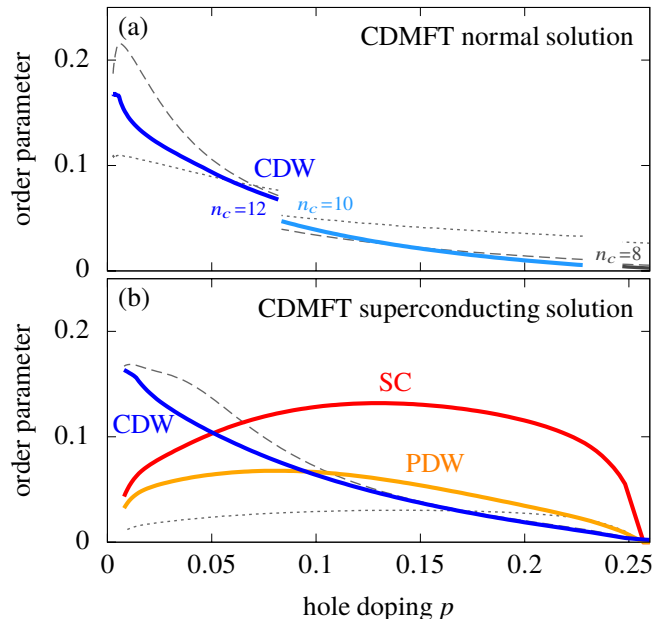 (a)
CDMFT normal solution
0.2
0.1
0
order parameter
CDW
n_c=12
n_c=10
n_c=8
(b)
CDMFT superconducting solution
0.2
0.1
0
order parameter
SC
CDW
PDW
0 0.05 0.1 0.15 0.2 0.25
hole doping p